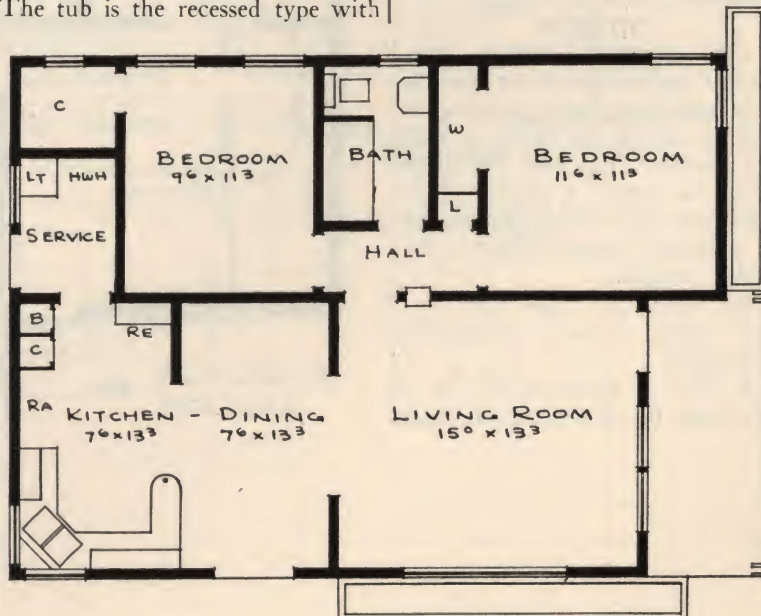 The tub is the recessed type with
C
BEDROOM
9⁶ x 11³
BATH
W
BEDROOM
11⁶ x 11³
LT HWH
L
SERVICE
HALL
B
C
RE
RA
KITCHEN - DINING
7⁶ x 13³ 7⁶ x 13³
LIVING ROOM
15⁰ x 13³